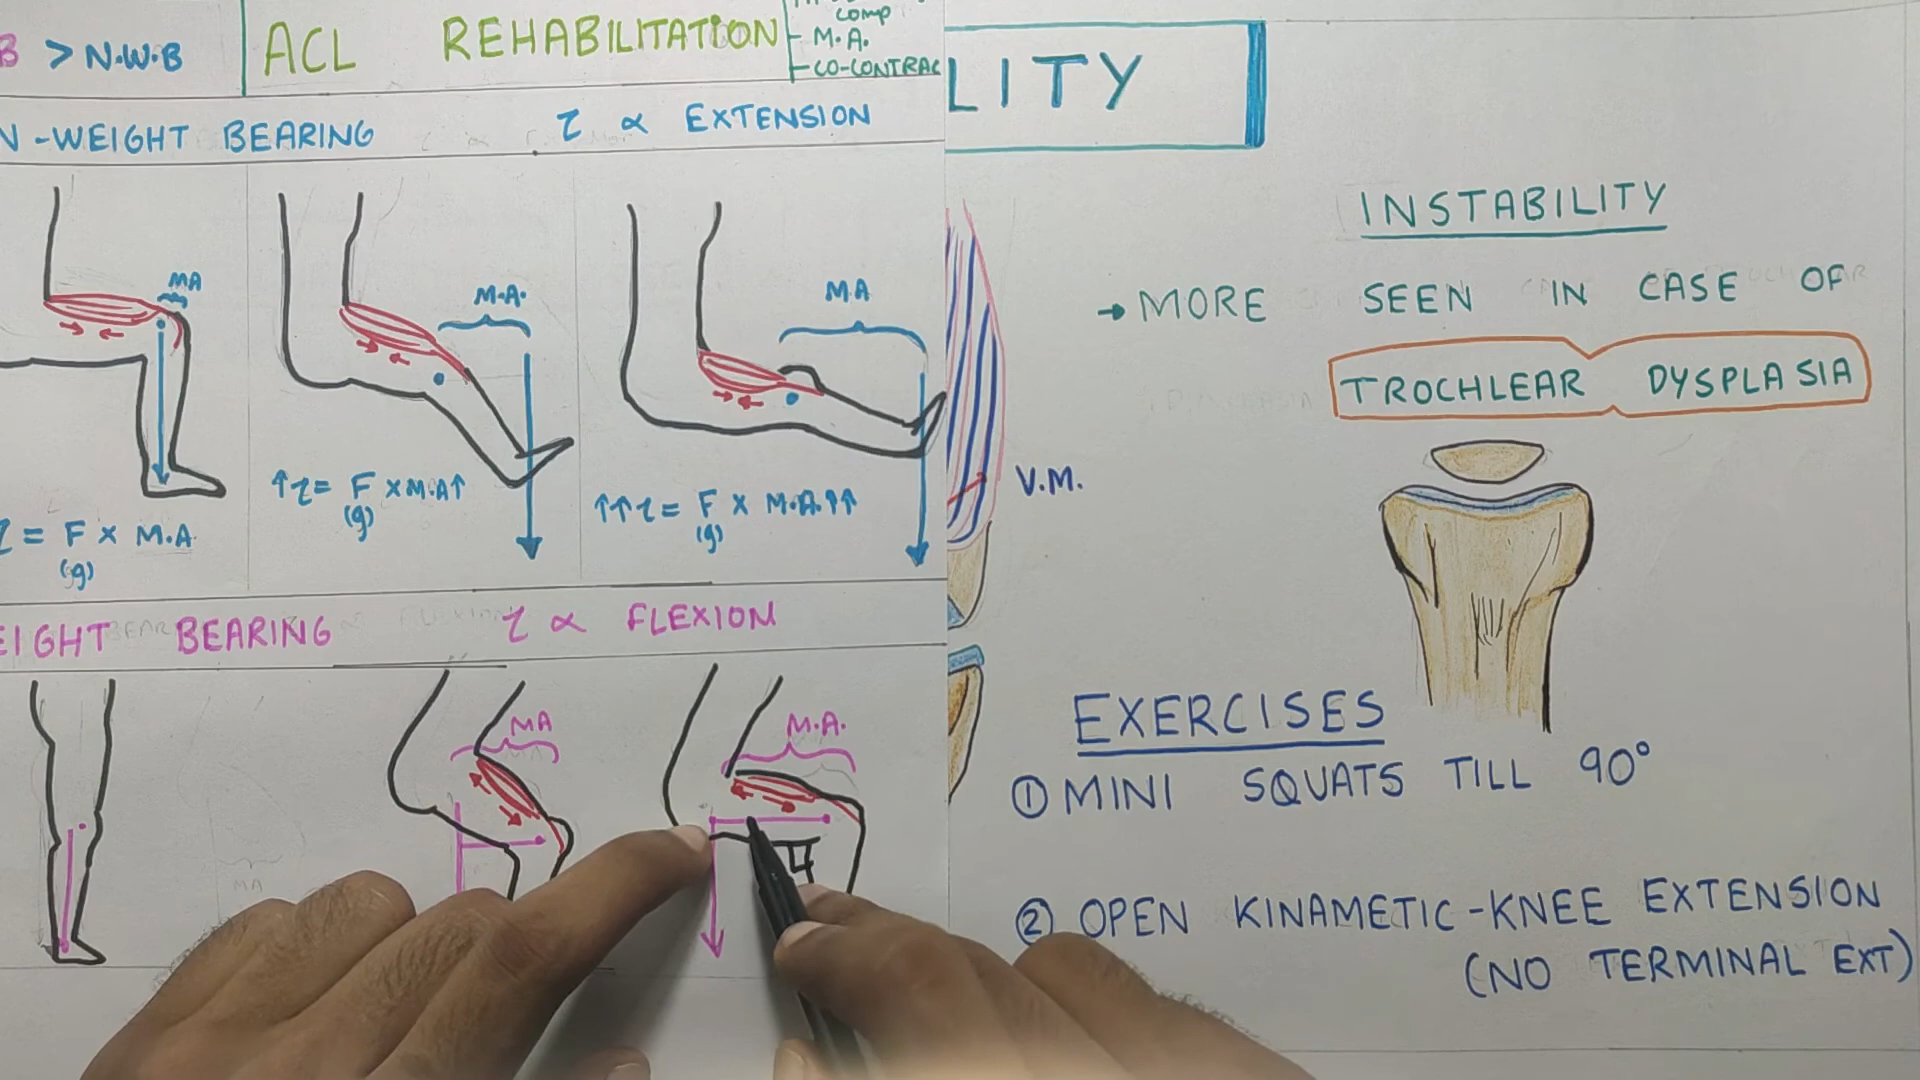 B > N.W.B
ACL REHABILITATION
COMP
M.A.
CO-CONTRAC
N-WEIGHT BEARING
τ ∝ EXTENSION
MA
M.A.
MA
τ = F × M.A.
(g)
↑τ = F × M.A↑
(g)
↑↑τ = F × M.A.↑↑
(g)
EIGHT BEARING
τ ∝ FLEXION
MA
M.A.
MA
LITY
INSTABILITY
→ MORE SEEN IN CASE OF
TROCHLEAR DYSPLASIA
V.M.
EXERCISES
① MINI SQUATS TILL 90°
② OPEN KINAMETIC-KNEE EXTENSION
(NO TERMINAL EXT)